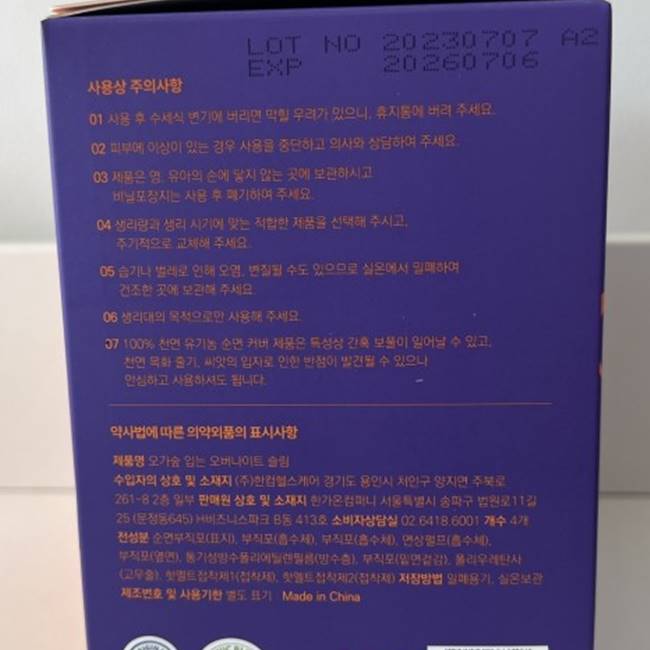 LOT NO 20230707 A2
EXP 20260706
사용상 주의사항
01 사용 후 수세식 변기에 버리면 막힐 우려가 있으니, 휴지통에 버려 주세요.
02 피부에 이상이 있는 경우 사용을 중단하고 의사와 상담하여 주세요.
03 제품은 영. 유아의 손에 닿지 않는 곳에 보관하시고
비닐포장지는 사용 후 폐기하여 주세요.
04 생리량과 생리 시기에 맞는 적합한 제품을 선택해 주시고,
주기적으로 교체해 주세요.
05 습기나 벌레로 인해 오염, 변질될 수도 있으므로 실온에서 밀폐하여
건조한 곳에 보관해 주세요.
06 생리대의 목적으로만 사용해 주세요.
07 100% 천연 유기농 순면 커버 제품은 특성상 간혹 보풀이 일어날 수 있고,
천연 목화 줄기, 씨앗의 입자로 인한 반점이 발견될 수 있으나
안심하고 사용하셔도 됩니다.
약사법에 따른 의약외품의 표시사항
제품명 오가숲 입는 오버나이트 슬림
수입자의 상호 및 소재지 (주)한컴헬스케어 경기도 용인시 처인구 양지면 주북로
261-8 2층 일부 판매원 상호 및 소재지 한가온컴퍼니 서울특별시 송파구 법원로11길
25 (문정동645) H비즈니스파크 B동 413호 소비자상담실 02.6418.6001 개수 4개
전성분 순면부직포(표지), 부직포(흡수체), 부직포(흡수체), 면상펄프(흡수체),
부직포(옆면), 통기성방수폴리에틸렌필름(방수층), 부직포(밑면겉감), 폴리우레탄사
(고무줄), 핫멜트접착제1(접착제), 핫멜트접착제2(접착제) 저장방법 밀폐용기, 실온보관
제조번호 및 사용기한 별도 표기 Made in China